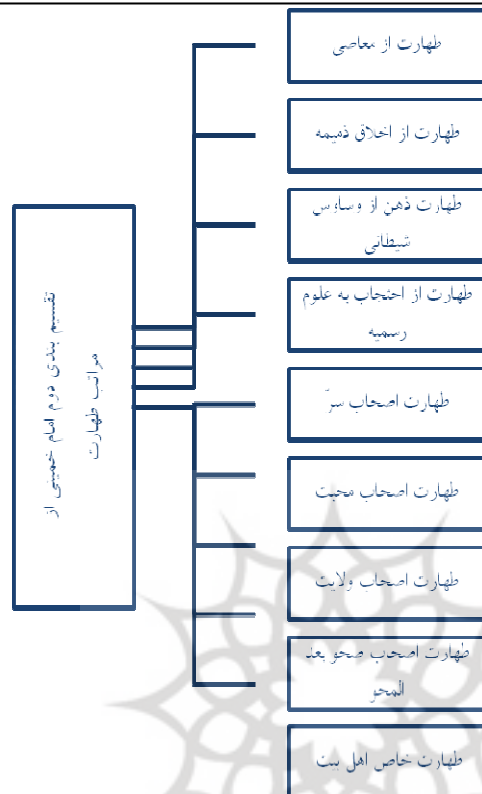 طهارت از معاصی
طهارت از اخلاق ذمیمه
طهارت ذهن از وساوس
شیطانی
طهارت از احتجاب به علوم
رسمیه
طهارت اصحاب سرّ
طهارت اصحاب محبت
طهارت اصحاب ولایت
طهارت اصحاب صحو بعد
المحو
طهارت خاص اهل بیت
تقسیم بندی دوم امام خمینی از
مراتب طهارت